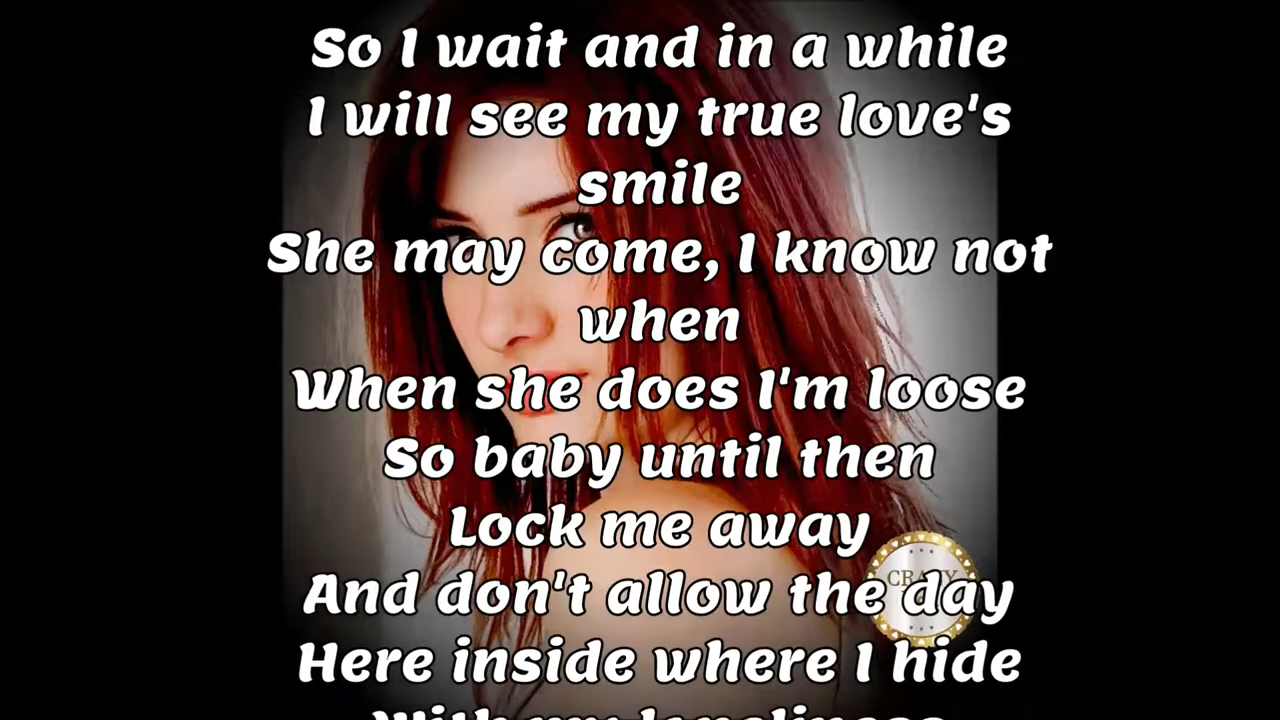 So I wait and in a while
I will see my true love's
smile
She may come, I know not
when
When she does I'm loose
So baby until then
Lock me away
And don't allow the day
Here inside where I hide